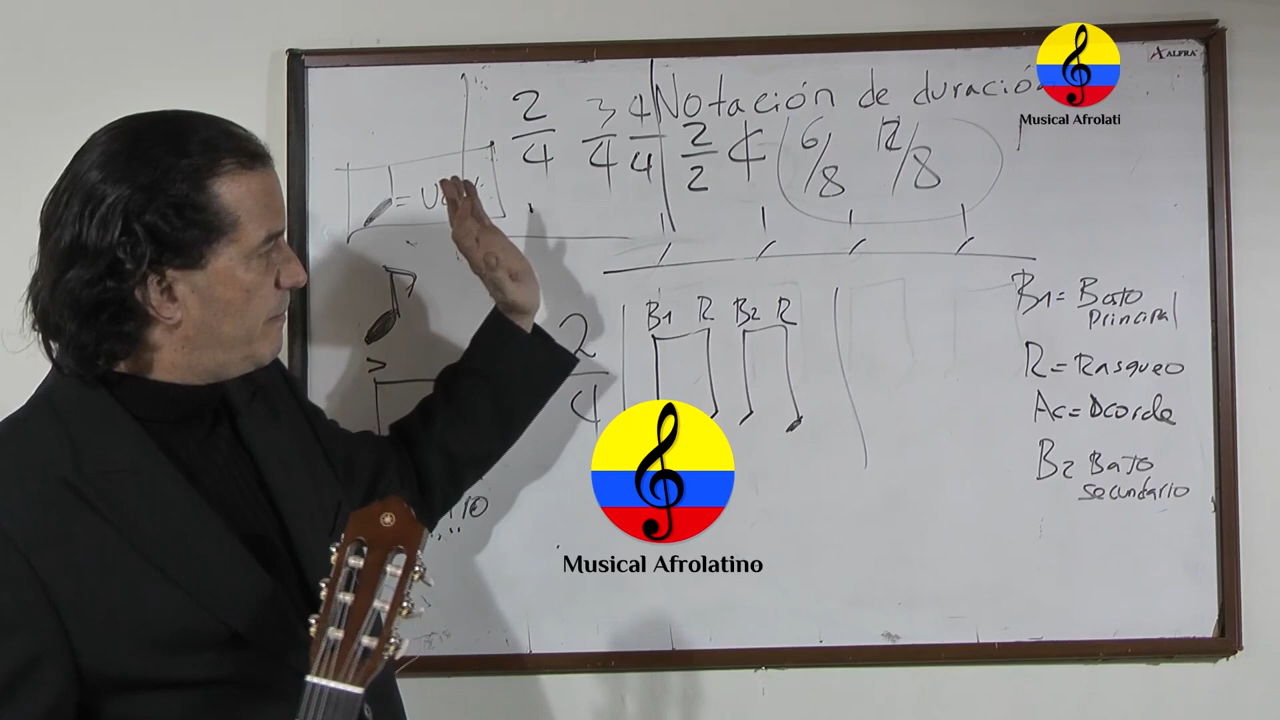 Notación de duración
ALFRA
Musical Afrolati
2/4 3/4 4/4 2/2 ¢ 6/8 12/8
B1 R B2 R
2/4
B1= Bajo
Principal
R= Rasgueo
Ac= Acorde
B2 Bajo
secundario
Musical Afrolatino